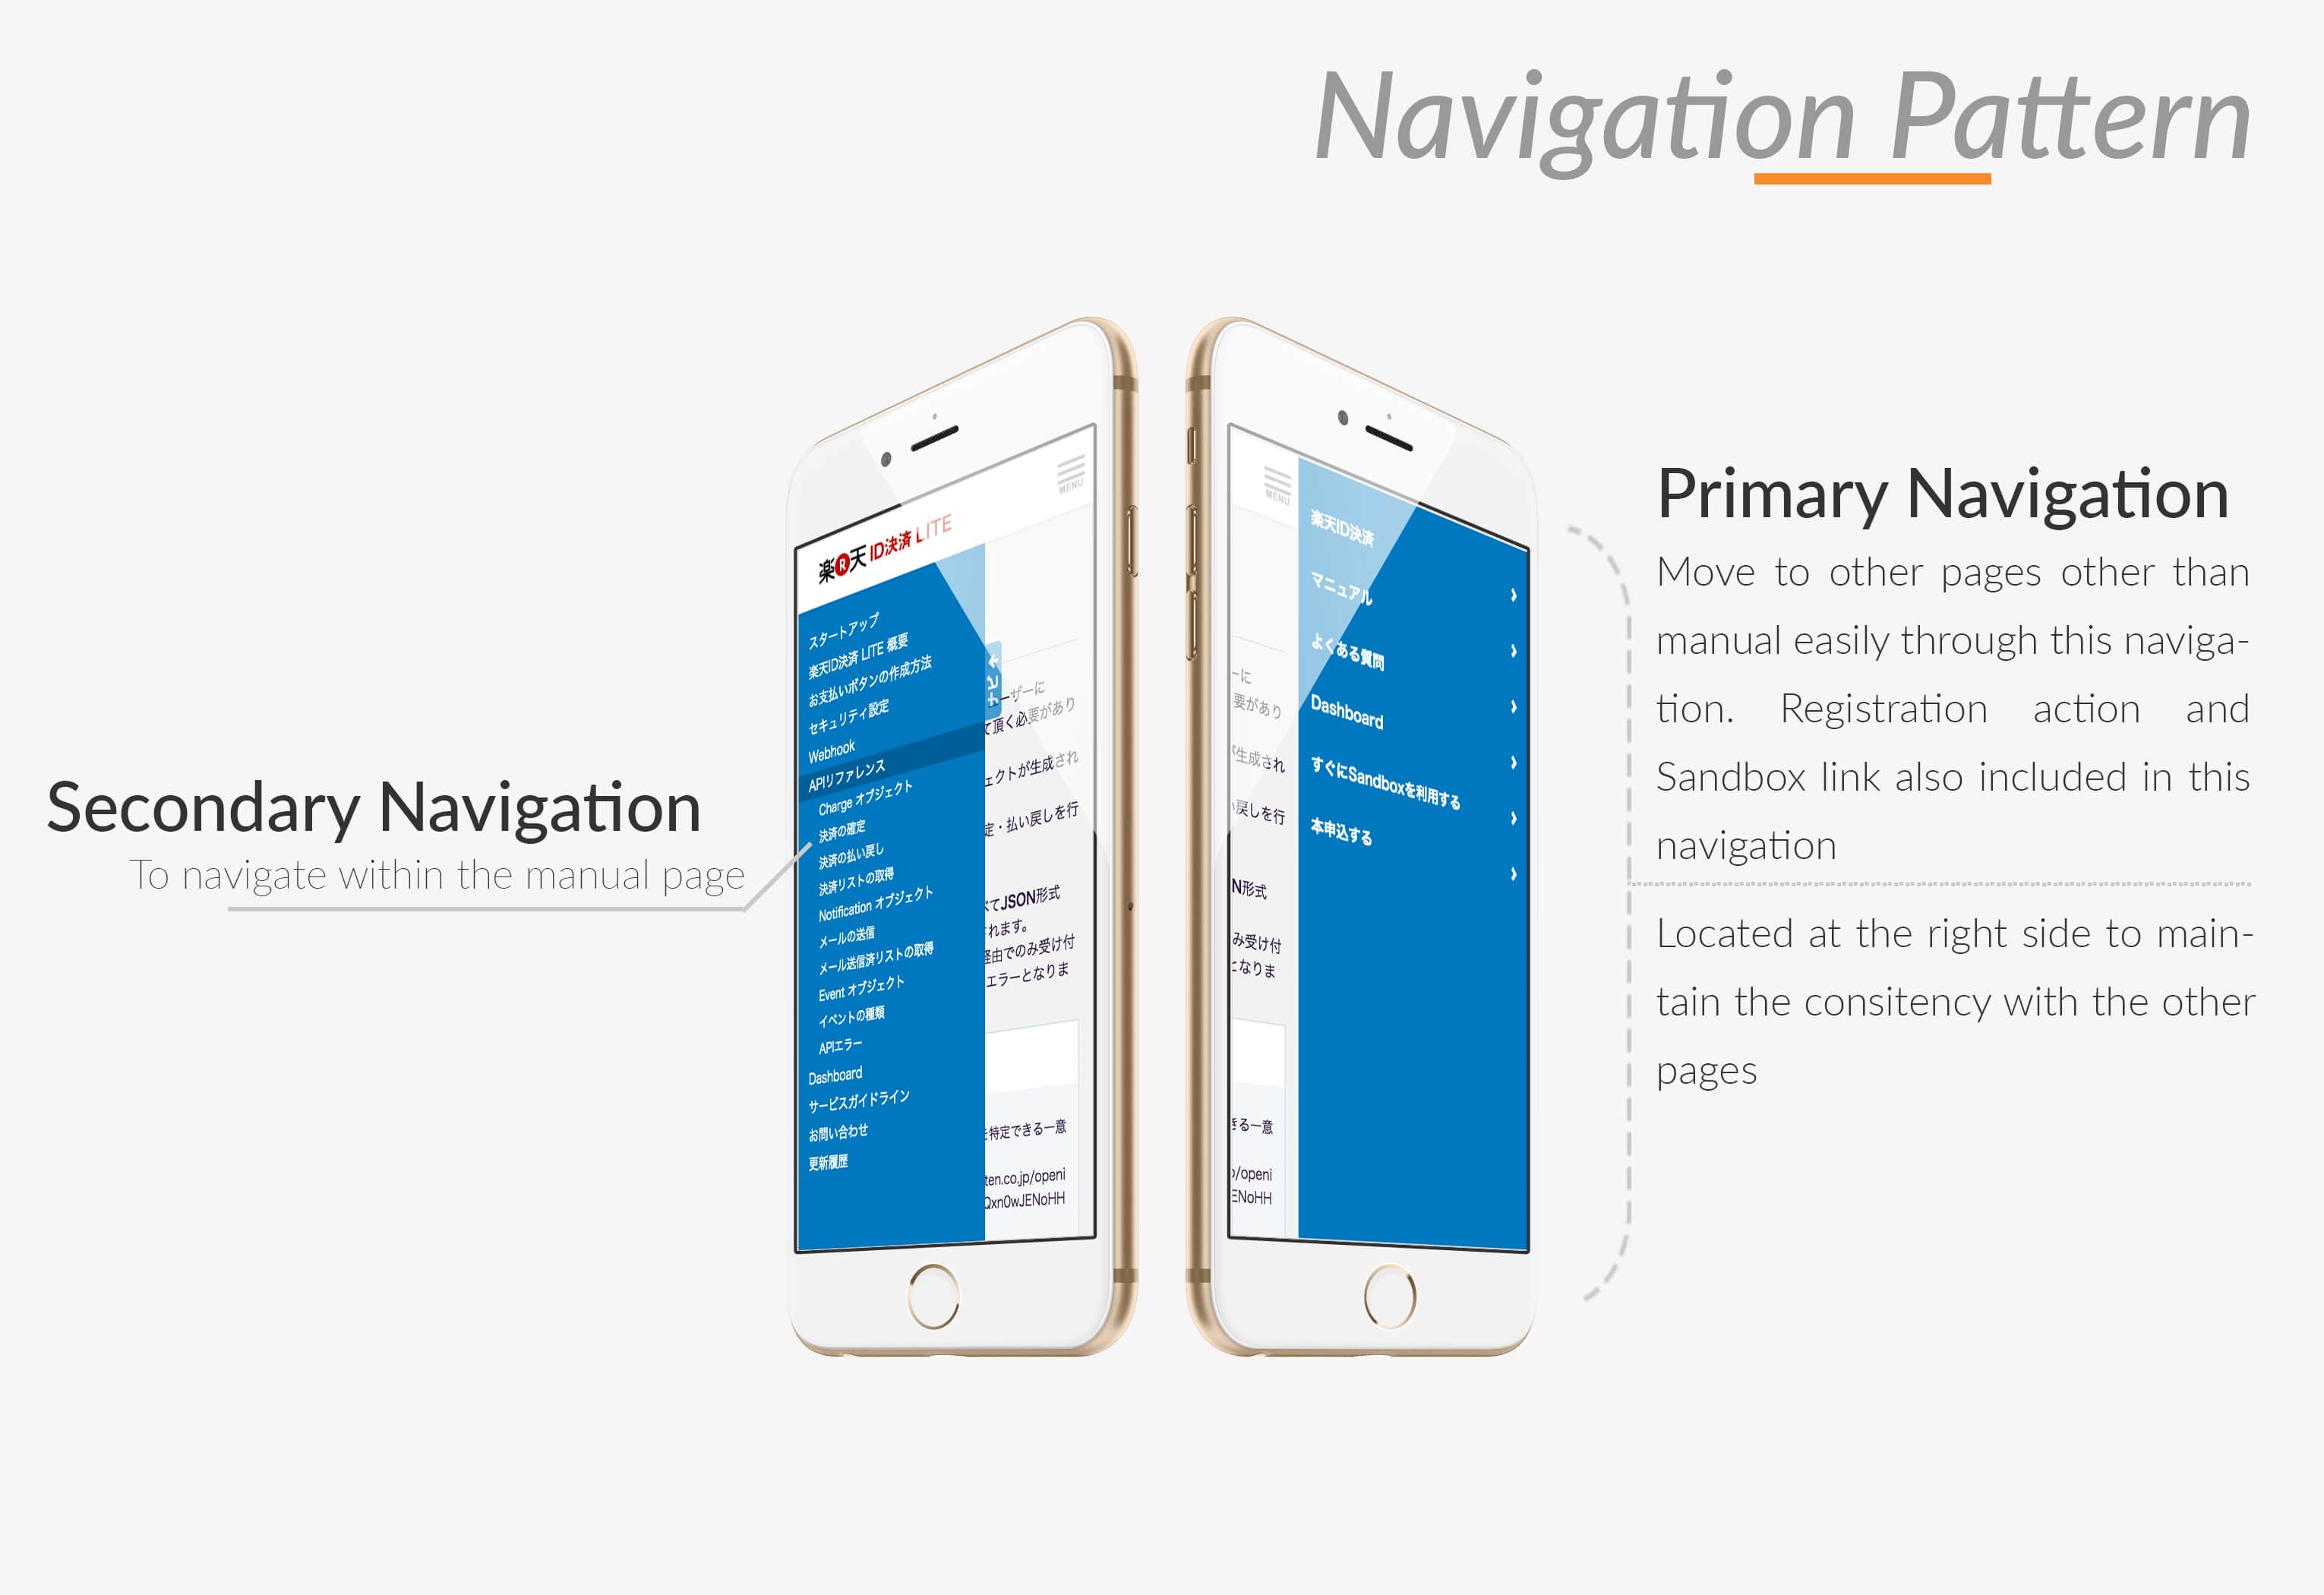 Navigation Pattern
Secondary Navigation
To navigate within the manual page
楽R天 ID決済 LITE
MENU
スタートアップ
楽天ID決済 LITE 概要
お支払いボタンの作成方法
セキュリティ設定
Webhook
APIリファレンス
Charge オブジェクト
決済の確定
決済の払い戻し
決済リストの取得
Notification オブジェクト
メールの送信
メール送信済リストの取得
Event オブジェクト
イベントの種類
APIエラー
Dashboard
サービスガイドライン
お問い合わせ
更新履歴
ーザーに
て頂く必要があり
ェクトが生成され
定・払い戻しを行
べてJSON形式
れます。
経由でのみ受け付
エラーとなりま
特定できる一意
ten.co.jp/openi
Qxn0wJENoHH
MENU
ーに
要があり
生成され
戻しを行
N形式
み受け付
となりま
きる一意
/openi
ENoHH
楽天ID決済
マニュアル
よくある質問
Dashboard
すぐにSandboxを利用する
本申込する
Primary Navigation
Move to other pages other than
manual easily through this naviga-
tion. Registration action and
Sandbox link also included in this
navigation
Located at the right side to main-
tain the consitency with the other
pages